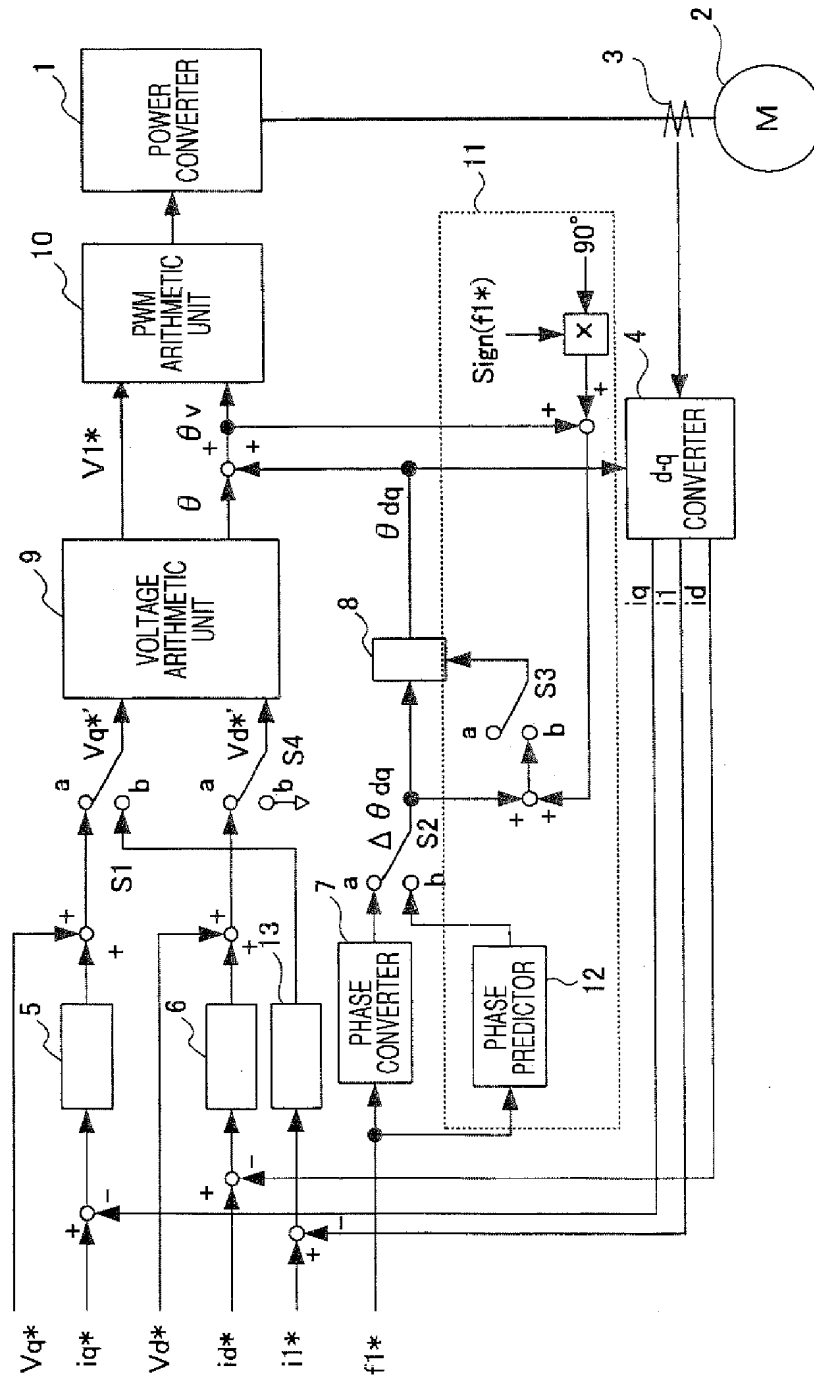 Vq*
iq*
Vd*
id*
i1*
f1*
+
−
+
−
+
−
5
6
13
7
PHASE
CONVERTER
PHASE
PREDICTOR
12
+
+
+
+
S1
a
b
Vq*'
a
b
Vd*'
S4
a
b
S2
Δθdq
9
VOLTAGE
ARITHMETIC
UNIT
8
a
b
S3
+
+
V1*
θ
+
+
θv
θdq
10
PWM
ARITHMETIC
UNIT
1
POWER
CONVERTER
11
Sign(f1*)
×
90°
+
+
4
d-q
CONVERTER
iq
i1
id
3
2
M